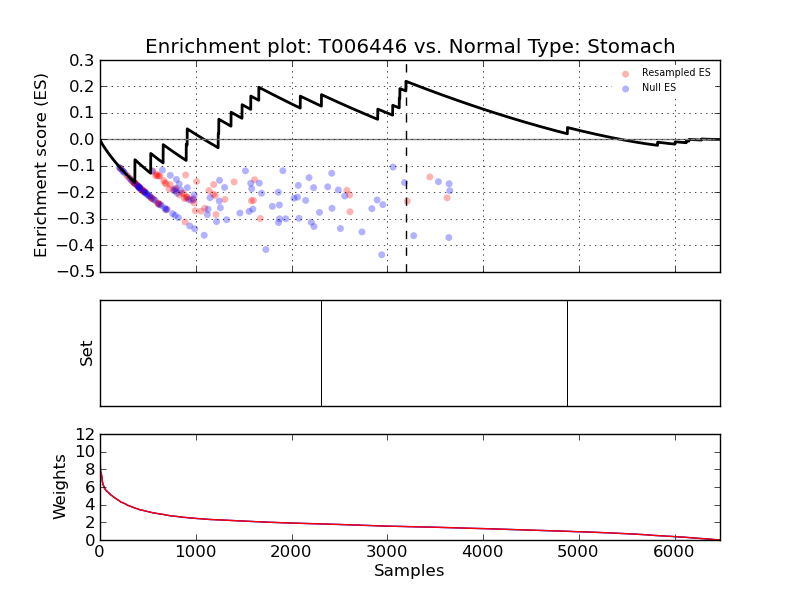 Enrichment plot: T006446 vs. Normal Type: Stomach
Enrichment score (ES)
0.3
0.2
0.1
0.0
−0.1
−0.2
−0.3
−0.4
−0.5
Resampled ES
Null ES
Set
Weights
12
10
8
6
4
2
0
0 1000 2000 3000 4000 5000 6000
Samples